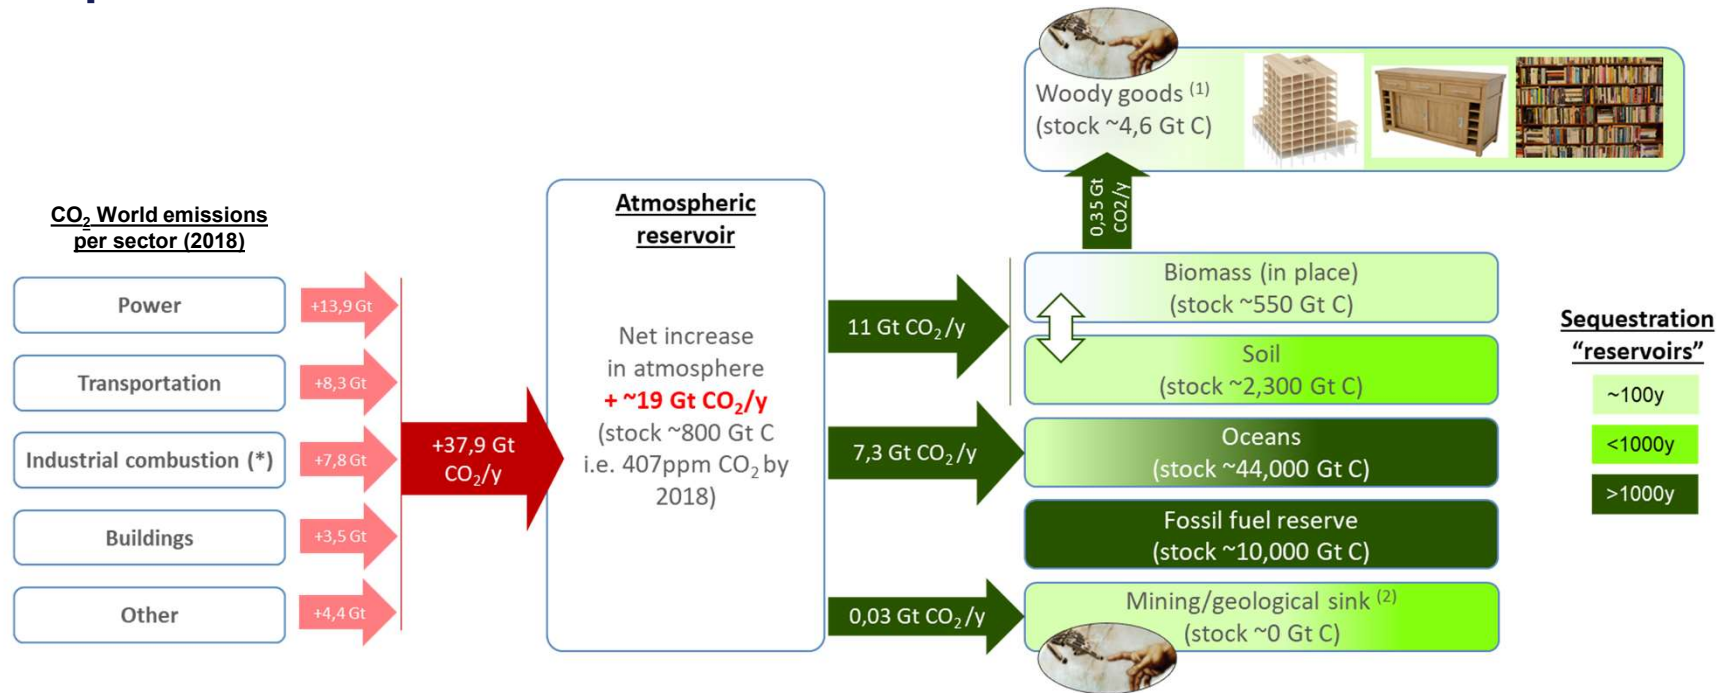 CO₂ World emissions
per sector (2018)
Power
+13,9 Gt
Transportation
+8,3 Gt
Industrial combustion (*)
+7,8 Gt
Buildings
+3,5 Gt
Other
+4,4 Gt
+37,9 Gt
CO₂/y
Atmospheric
reservoir
Net increase
in atmosphere
+ ~19 Gt CO₂/y
(stock ~800 Gt C
i.e. 407ppm CO₂ by
2018)
11 Gt CO₂/y
7,3 Gt CO₂/y
0,03 Gt CO₂/y
Woody goods (1)
(stock ~4,6 Gt C)
0,35 Gt
CO2/y
Biomass (in place)
(stock ~550 Gt C)
Soil
(stock ~2,300 Gt C)
Oceans
(stock ~44,000 Gt C)
Fossil fuel reserve
(stock ~10,000 Gt C)
Mining/geological sink (2)
(stock ~0 Gt C)
Sequestration
“reservoirs”
~100y
<1000y
>1000y